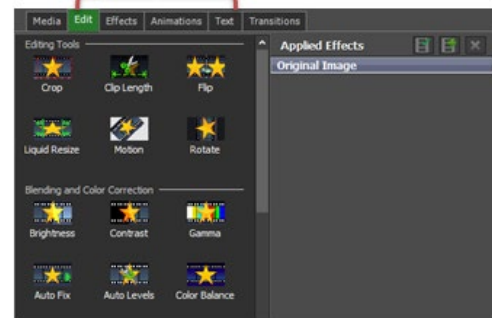 Media Edit Effects Animations Text Transitions
Editing Tools
Crop Clip Length Flip
Liquid Resize Motion Rotate
Blending and Color Correction
Brightness Contrast Gamma
Auto Fix Auto Levels Color Balance
Applied Effects
Original Image